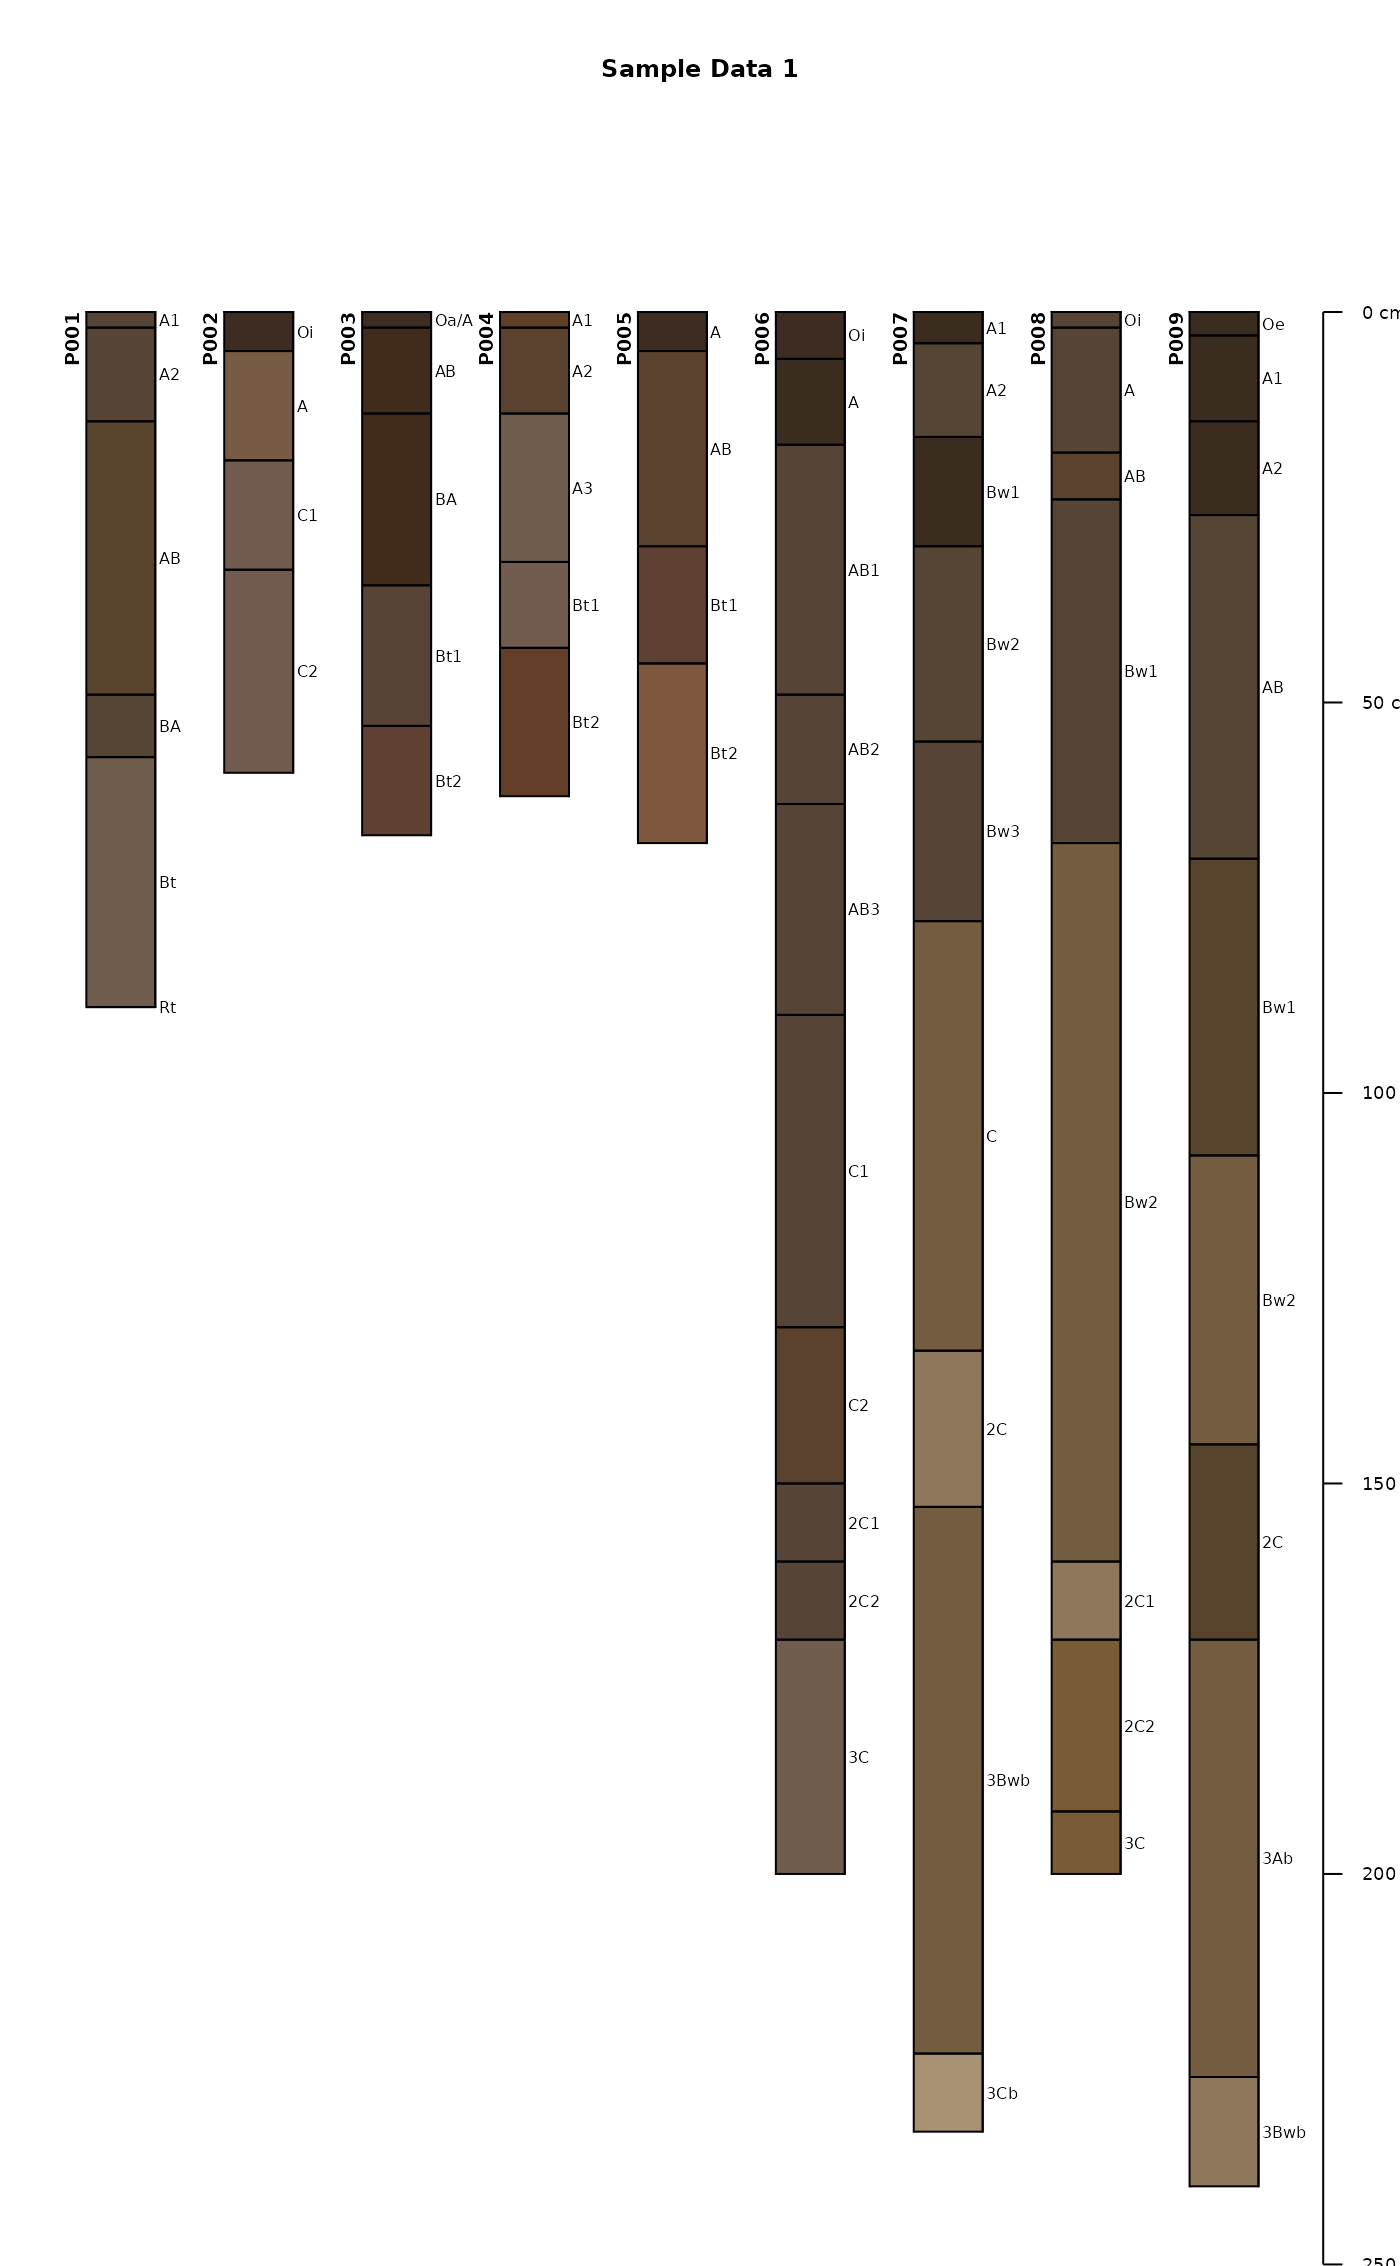 Sample Data 1
P001
A1
A2
AB
BA
Bt
Rt
P002
Oi
A
C1
C2
P003
Oa/A
AB
BA
Bt1
Bt2
P004
A1
A2
A3
Bt1
Bt2
P005
A
AB
Bt1
Bt2
P006
Oi
A
AB1
AB2
AB3
C1
C2
2C1
2C2
3C
P007
A1
A2
Bw1
Bw2
Bw3
C
2C
3Bwb
3Cb
P008
Oi
A
AB
Bw1
Bw2
2C1
2C2
3C
P009
Oe
A1
A2
AB
Bw1
Bw2
2C
3Ab
3Bwb
0 cm
50 c
100
150
200
250